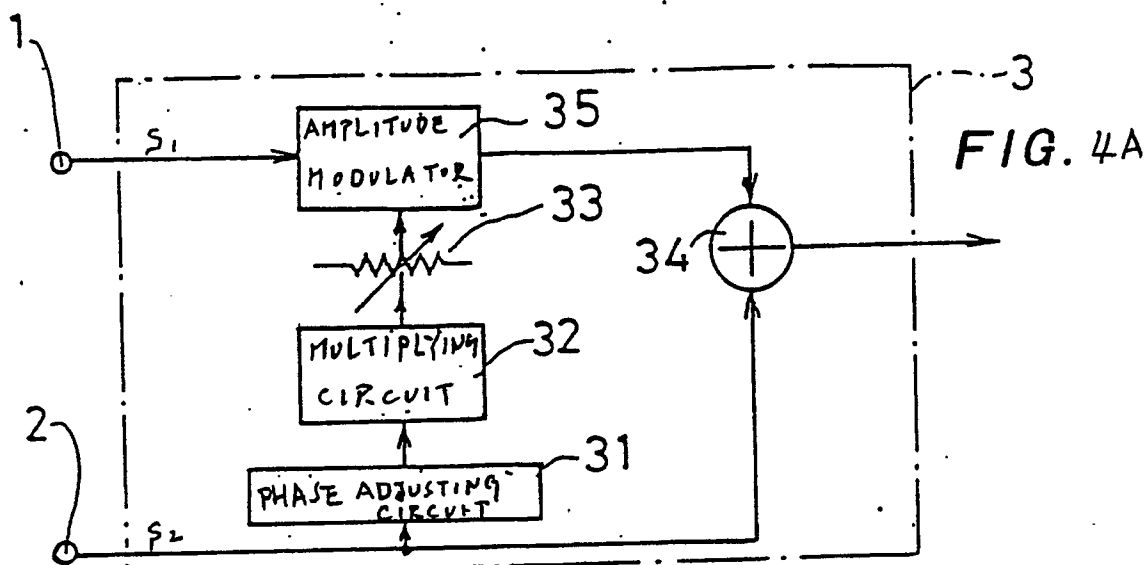 1
3
35
AMPLITUDE
MODULATOR
S1
FIG. 4A
33
34
MULTIPLYING
CIRCUIT
32
2
31
PHASE ADJUSTING
CIRCUIT
S2